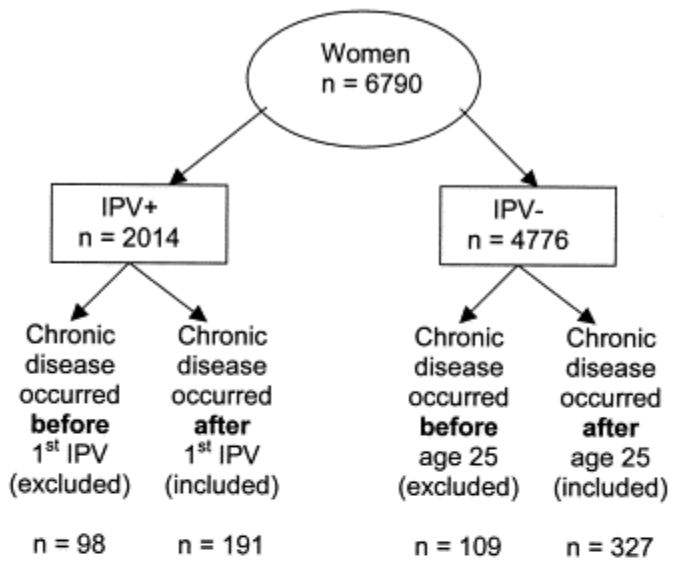 Women
n = 6790
IPV+
n = 2014
IPV-
n = 4776
Chronic
disease
occurred
before
1st IPV
(excluded)
n = 98
Chronic
disease
occurred
after
1st IPV
(included)
n = 191
Chronic
disease
occurred
before
age 25
(excluded)
n = 109
Chronic
disease
occurred
after
age 25
(included)
n = 327